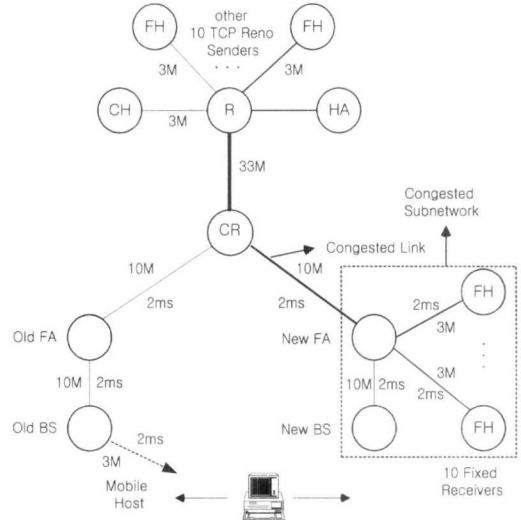 other
10 TCP Reno
Senders
. . .
FH
FH
3M
3M
CH
3M
R
HA
33M
CR
Congested
Subnetwork
Congested Link
10M
10M
2ms
2ms
Old FA
New FA
2ms
3M
FH
.
.
.
10M
2ms
10M
2ms
3M
2ms
Old BS
New BS
FH
2ms
3M
Mobile
Host
10 Fixed
Receivers